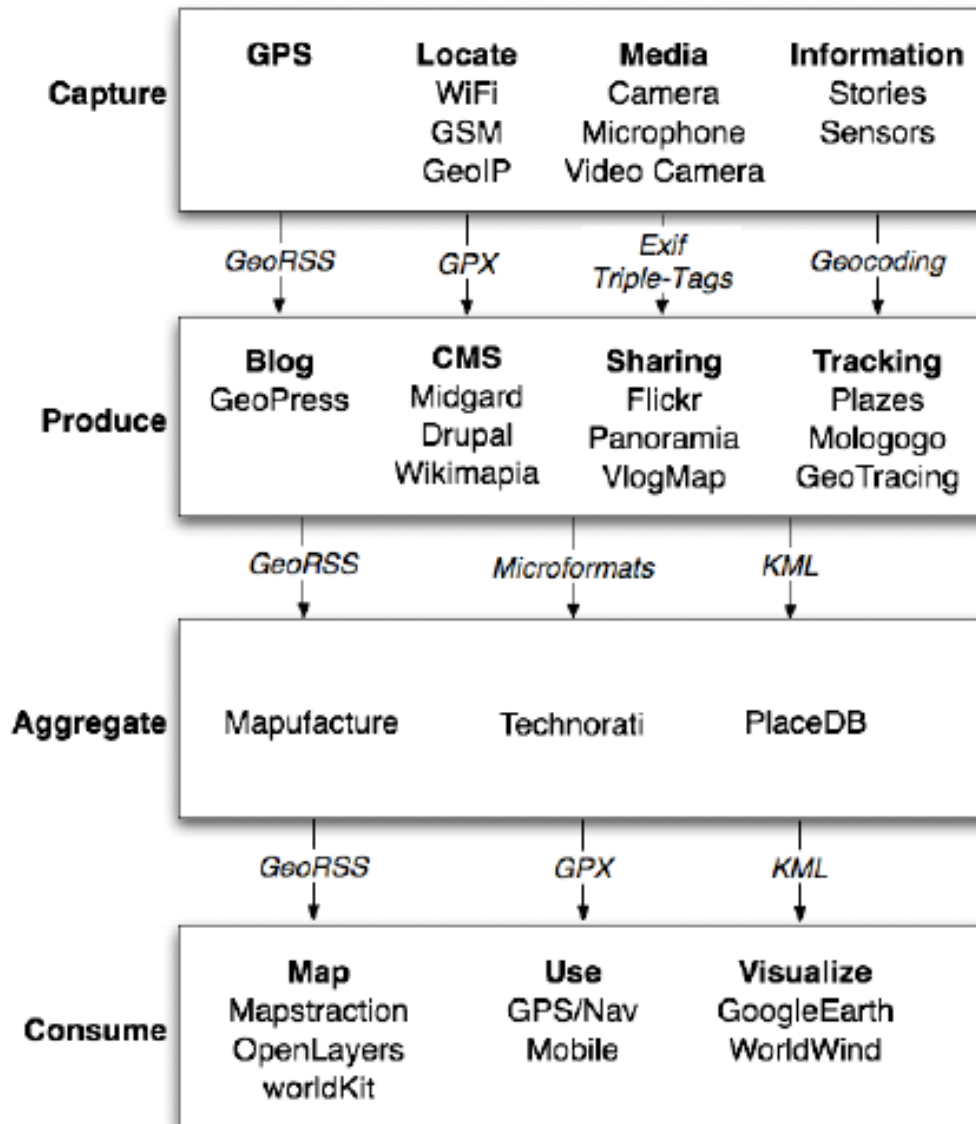 GPS Locate Media Information
Capture WiFi Camera Stories
GSM Microphone Sensors
GeoIP Video Camera
GeoRSS GPX Exif Triple-Tags Geocoding
Blog CMS Sharing Tracking
GeoPress Midgard Flickr Plazes
Produce Drupal Panoramia Mologogo
Wikimapia VlogMap GeoTracing
GeoRSS Microformats KML
Aggregate Mapufacture Technorati PlaceDB
GeoRSS GPX KML
Map Use Visualize
Mapstraction GPS/Nav GoogleEarth
Consume OpenLayers Mobile WorldWind
worldKit